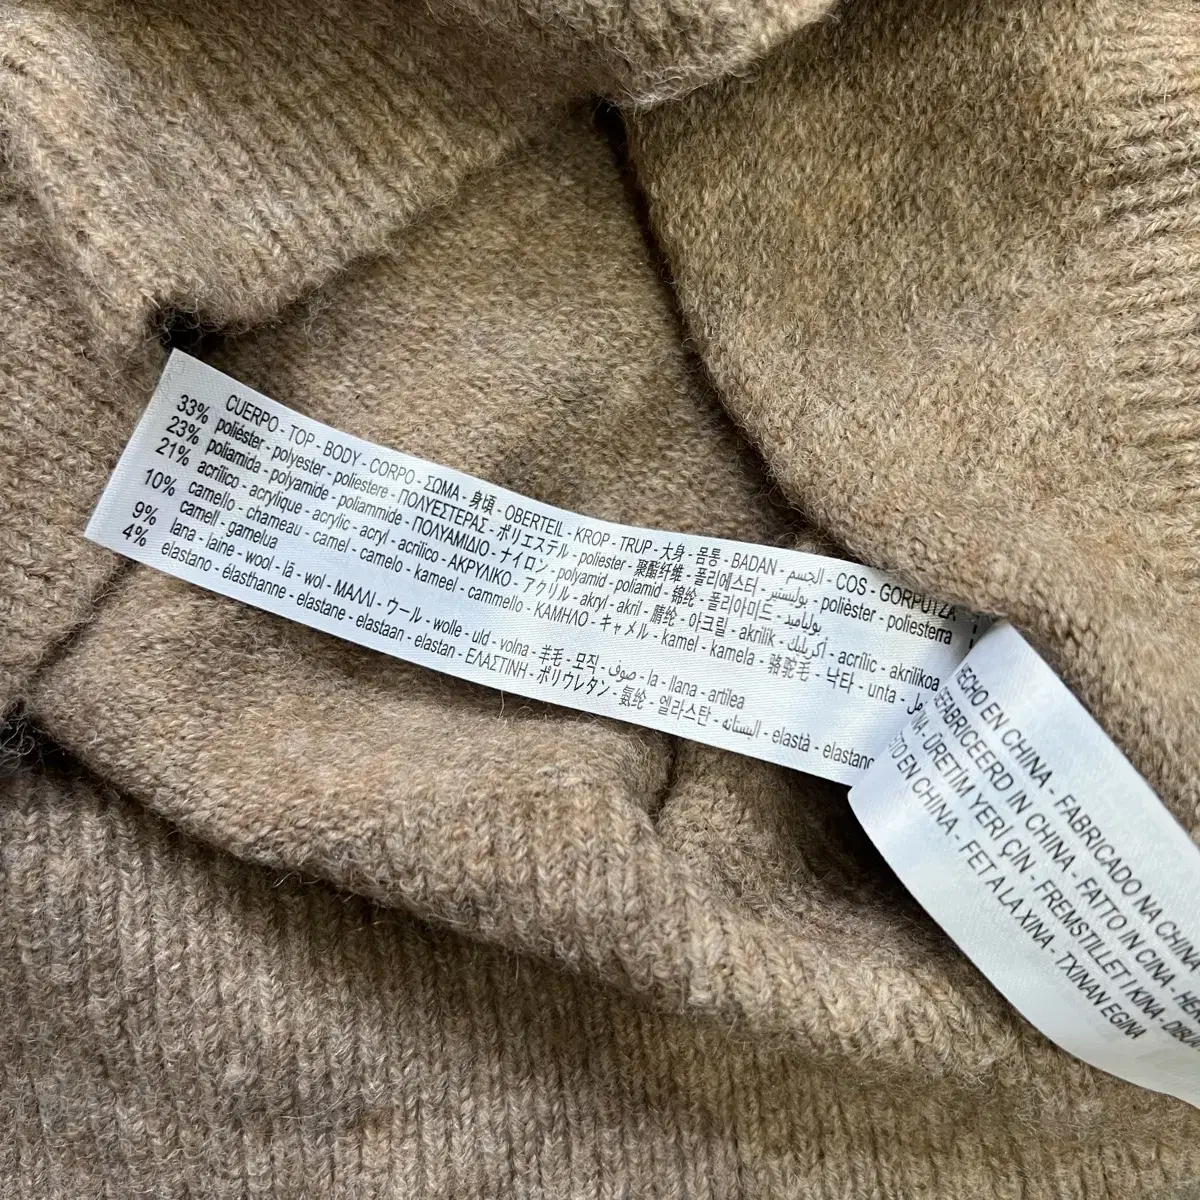 CUERPO - TOP - BODY - CORPO - ΣΩΜΑ - 身頃 - OBERTEIL - KROP - TRUP - 大身 - 몸통 - BADAN - الجسم - COS - GORPUTZA
33% poliéster - polyester - poliestere - ΠΟΛΥΕΣΤΕΡΑΣ - ポリエステル - poliester - 聚酯纤维 - 폴리에스터 - بوليستير - polièster - poliesterra
23% poliamida - polyamide - poliammide - ΠΟΛΥΑΜΙΔΙΟ - ナイロン - polyamid - poliamid - 锦纶 - 폴리아미드 - بولياميد
21% acrílico - acrylique - acrylic - acryl - acrilico - ΑΚΡΥΛΙΚΟ - アクリル - akryl - akril - 腈纶 - 아크릴 - akrilik - أكريليك - acrílic - akrilikoa
10% camello - chameau - camel - camelo - kameel - cammello - ΚΑΜΗΛΟ - キャメル - kamel - kamela - 骆驼毛 - 낙타 - unta -
camell - gamelua
9% lana - laine - wool - lã - wol - ΜΑΛΛΙ - ウール - wolle - uld - volna - 羊毛 - 모직 - صوف - la - llana - artilea
4% elastano - élasthanne - elastane - elastaan - elastan - ΕΛΑΣΤΙΝΗ - ポリウレタン - 氨纶 - 엘라스탄 - اليستانه - elastà - elastano
HECHO EN CHINA - FABRICADO NA CHINA
GEFABRICEERD IN CHINA - FATTO IN CINA -
ÜRETİM YERİ ÇİN - FREMSTILLET I KINA -
EN CHINA - FET A LA XINA - TXINAN EGINA